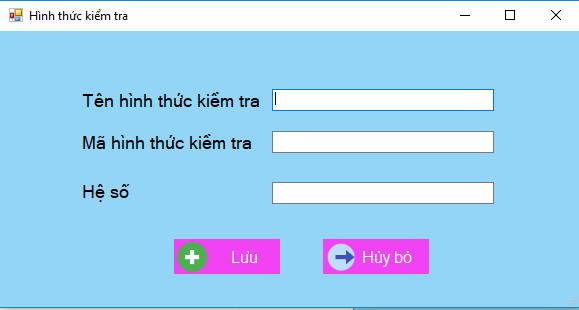 Hình thức kiểm tra
Tên hình thức kiểm tra
Mã hình thức kiểm tra
Hệ số
Lưu
Hủy bỏ